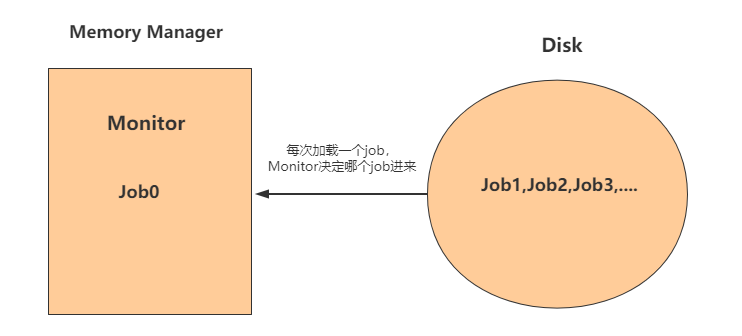 Memory Manager
Disk
Monitor
每次加载一个job，
Monitor决定哪个job进来
Job0
Job1,Job2,Job3,....